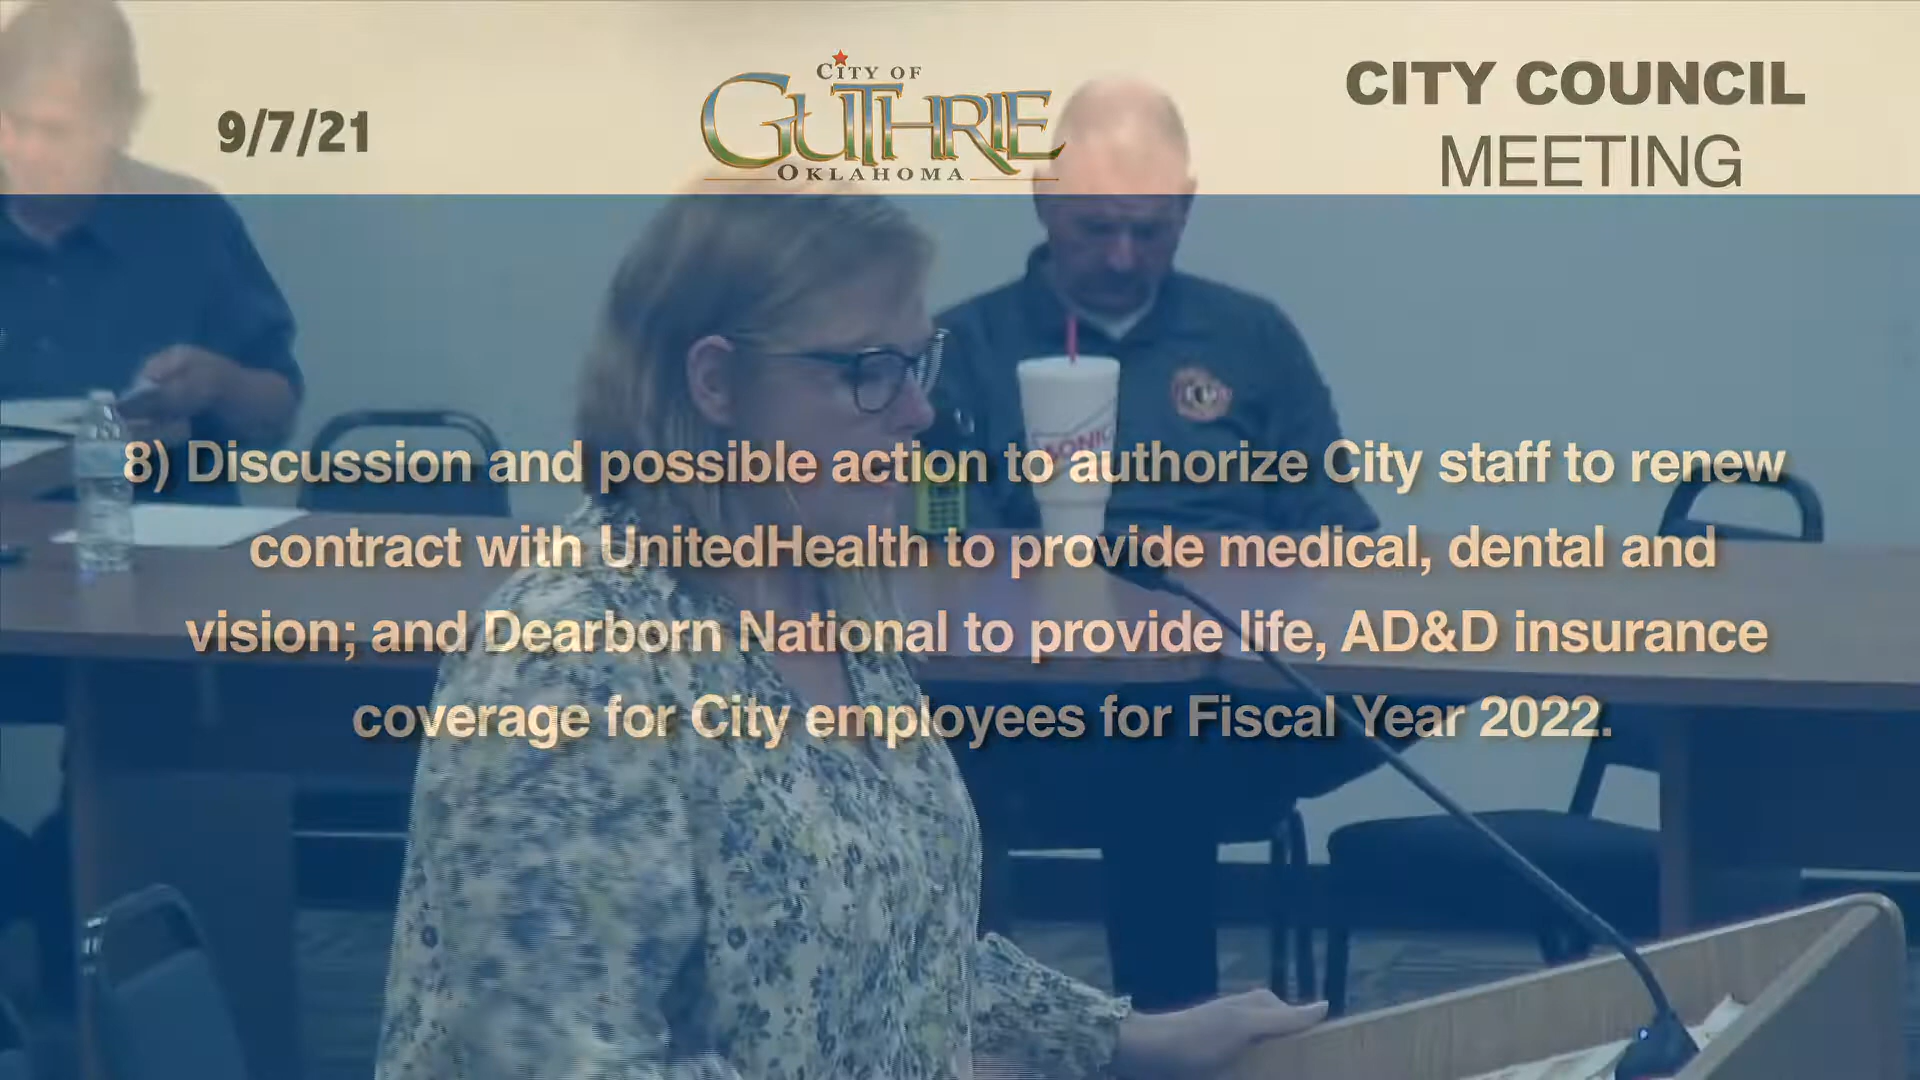 9/7/21
CITY OF
GUTHRIE
OKLAHOMA
CITY COUNCIL
MEETING
SONIC
8) Discussion and possible action to authorize City staff to renew
contract with UnitedHealth to provide medical, dental and
vision; and Dearborn National to provide life, AD&D insurance
coverage for City employees for Fiscal Year 2022.